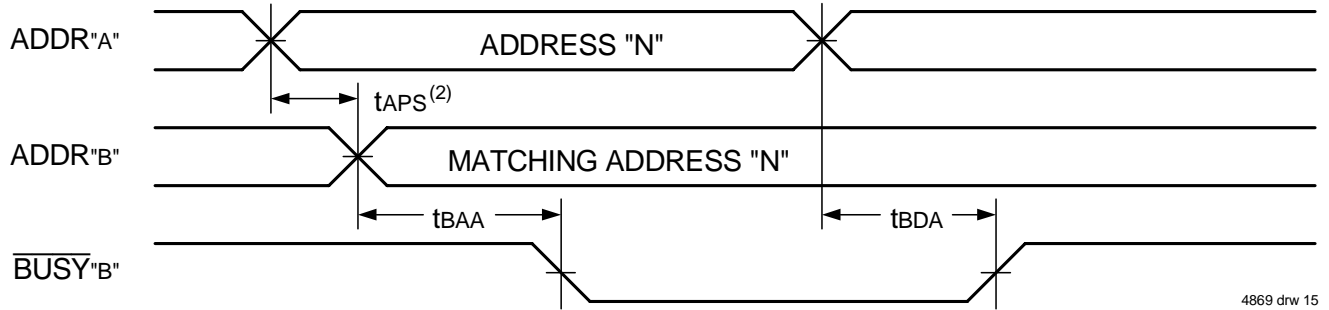 ADDR"A"
ADDRESS "N"
tAPS(2)
ADDR"B"
MATCHING ADDRESS "N"
tBAA
tBDA
BUSY"B"
4869 drw 15